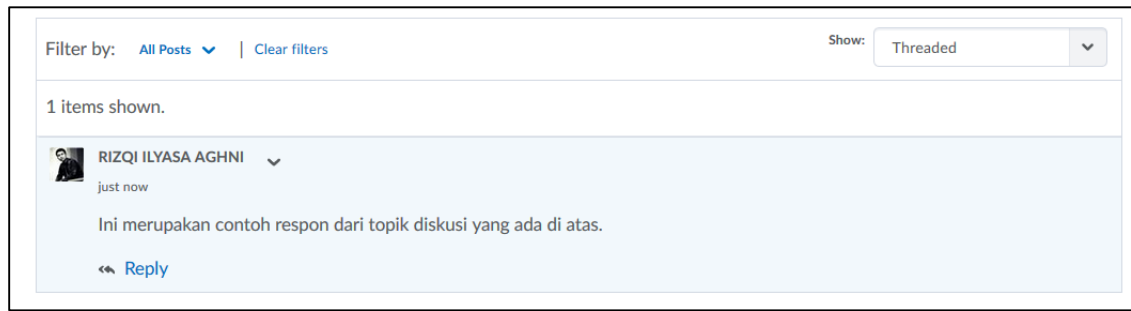 Filter by: All Posts | Clear filters Show: Threaded
1 items shown.
RIZQI ILYASA AGHNI
just now
Ini merupakan contoh respon dari topik diskusi yang ada di atas.
Reply